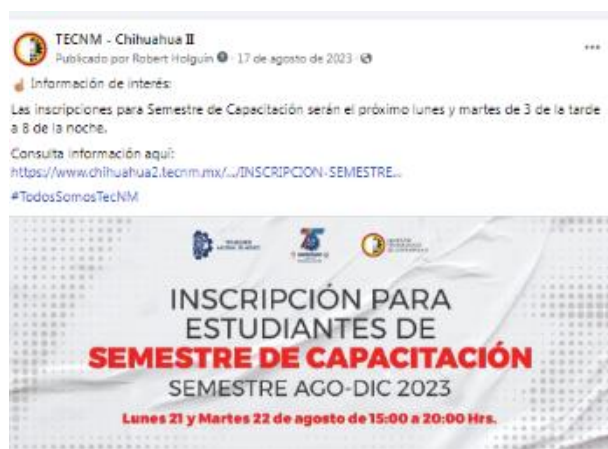 TECNM - Chihuahua II
Publicado por Robert Holguin · 17 de agosto de 2023 ·
☝ Información de interés:
Las inscripciones para Semestre de Capacitación serán el próximo lunes y martes de 3 de la tarde
a 8 de la noche.
Consulta información aquí:
https://www.chihuahua2.tecnm.mx/.../INSCRIPCION-SEMESTRE...
#TodosSomosTecNM
INSCRIPCIÓN PARA
ESTUDIANTES DE
SEMESTRE DE CAPACITACIÓN
SEMESTRE AGO-DIC 2023
Lunes 21 y Martes 22 de agosto de 15:00 a 20:00 Hrs.